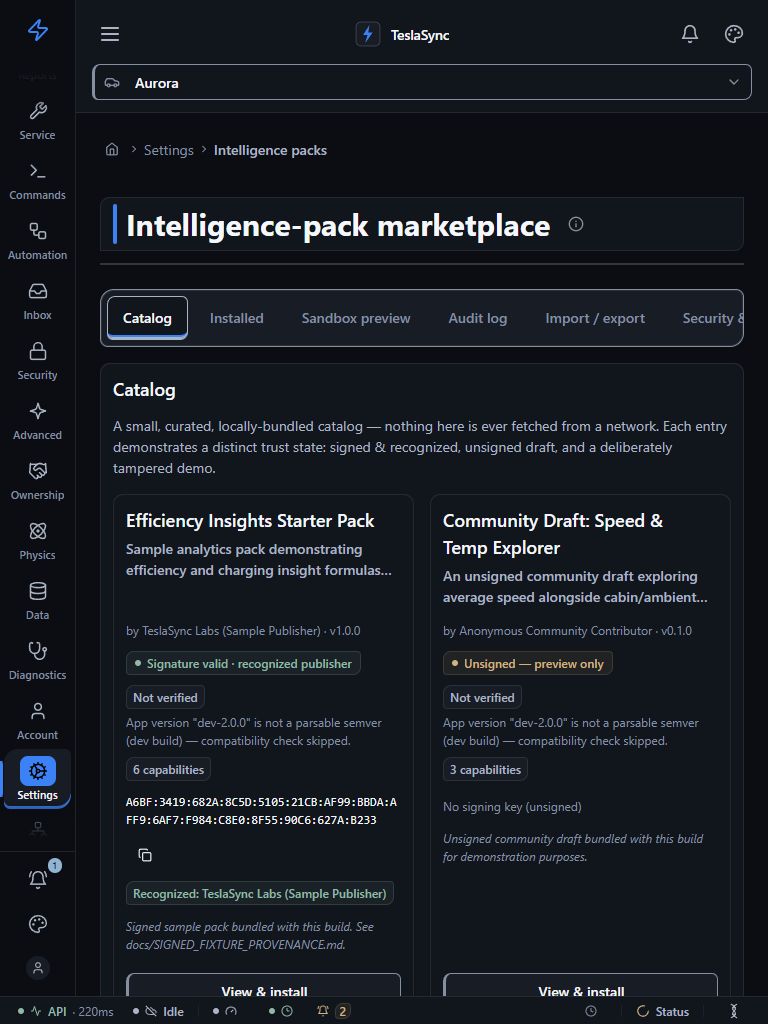 TeslaSync
Aurora
Reports
Service
Commands
Automation
Inbox
Security
Advanced
Ownership
Physics
Data
Diagnostics
Account
Settings
1
Settings > Intelligence packs
Intelligence-pack marketplace
Catalog Installed Sandbox preview Audit log Import / export Security &
Catalog
A small, curated, locally-bundled catalog — nothing here is ever fetched from a network. Each entry
demonstrates a distinct trust state: signed & recognized, unsigned draft, and a deliberately
tampered demo.
Efficiency Insights Starter Pack
Sample analytics pack demonstrating
efficiency and charging insight formulas...
by TeslaSync Labs (Sample Publisher) · v1.0.0
Signature valid · recognized publisher
Not verified
App version "dev-2.0.0" is not a parsable semver
(dev build) — compatibility check skipped.
6 capabilities
A6BF:3419:682A:8C5D:5105:21CB:AF99:BBDA:A
FF9:6AF7:F984:C8E0:8F55:90C6:627A:B233
Recognized: TeslaSync Labs (Sample Publisher)
Signed sample pack bundled with this build. See
docs/SIGNED_FIXTURE_PROVENANCE.md.
View & install
Community Draft: Speed &
Temp Explorer
An unsigned community draft exploring
average speed alongside cabin/ambient...
by Anonymous Community Contributor · v0.1.0
Unsigned — preview only
Not verified
App version "dev-2.0.0" is not a parsable semver
(dev build) — compatibility check skipped.
3 capabilities
No signing key (unsigned)
Unsigned community draft bundled with this build
for demonstration purposes.
View & install
API · 220ms Idle 2 Status